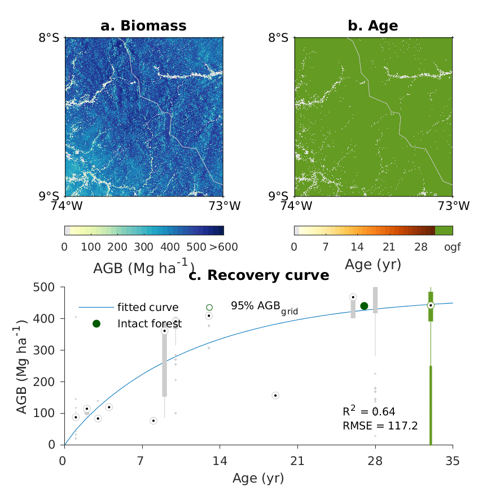 a. Biomass
b. Age
8°S
9°S
74°W 73°W
8°S
9°S
74°W 73°W
0 100 200 300 400 500 >600
AGB (Mg ha⁻¹)
0 7 14 21 28 ogf
Age (yr)
c. Recovery curve
500
400
300
200
100
0
AGB (Mg ha⁻¹)
fitted curve
Intact forest
95% AGB_grid
R² = 0.64
RMSE = 117.2
0 7 14 21 28 35
Age (yr)